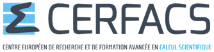 CERFACS
CENTRE EUROPÉEN DE RECHERCHE ET DE FORMATION AVANCÉE EN CALCUL SCIENTIFIQUE